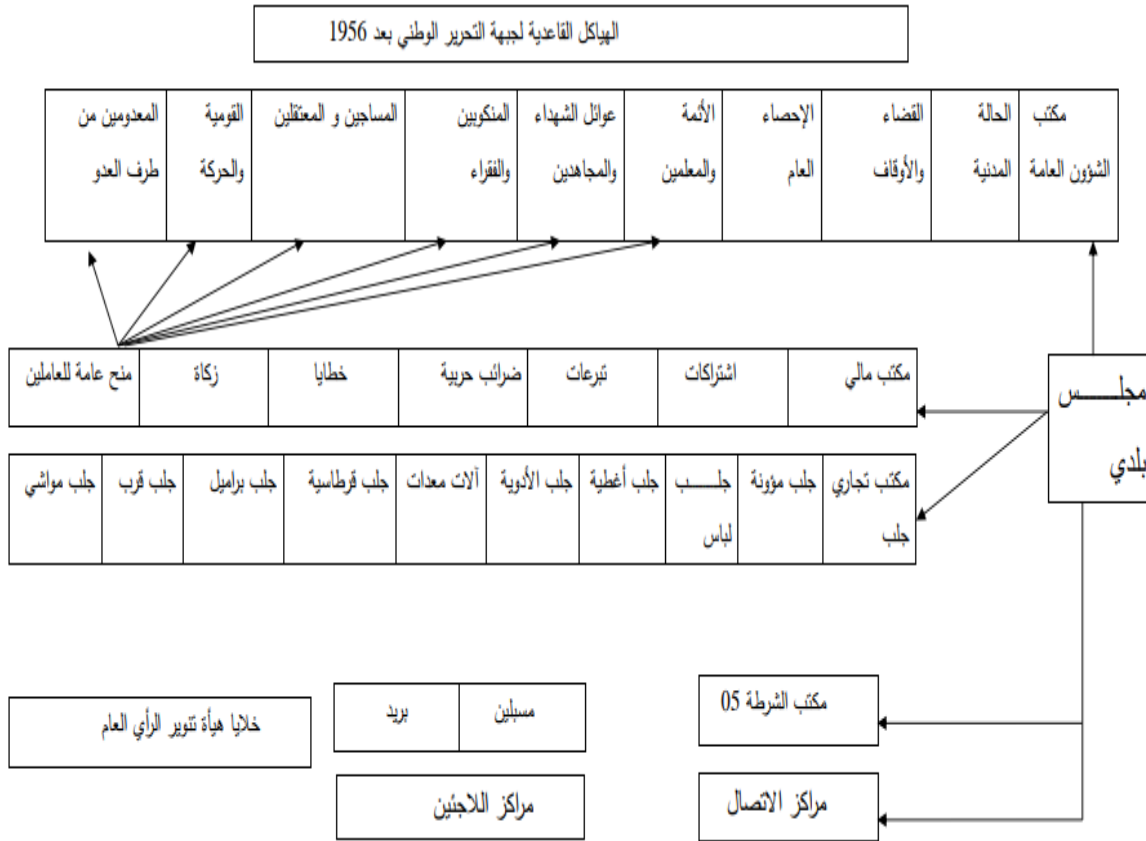 الهياكل القاعدية لجبهة التحرير الوطني بعد 1956
مكتب
الشؤون العامة
الحالة
المدنية
القضاء
والأوقاف
الإحصاء
العام
الأئمة
والمعلمين
عوائل الشهداء
والمجاهدين
المنكوبين
والفقراء
المساجين و المعتقلين
القومية
والحركة
المعدومين من
طرف العدو
مجلـــــس
بلدي
مكتب مالي
اشتراكات
تبرعات
ضرائب حربية
خطايا
زكاة
منح عامة للعاملين
مكتب تجاري
جلب
جلب مؤونة
جلـــــب
لباس
جلب أغطية
جلب الأدوية
آلات معدات
جلب قرطاسية
جلب براميل
جلب قرب
جلب مواشي
مكتب الشرطة 05
مسبلين
بريد
خلايا هيأة تنوير الرأي العام
مراكز الاتصال
مراكز اللاجئين